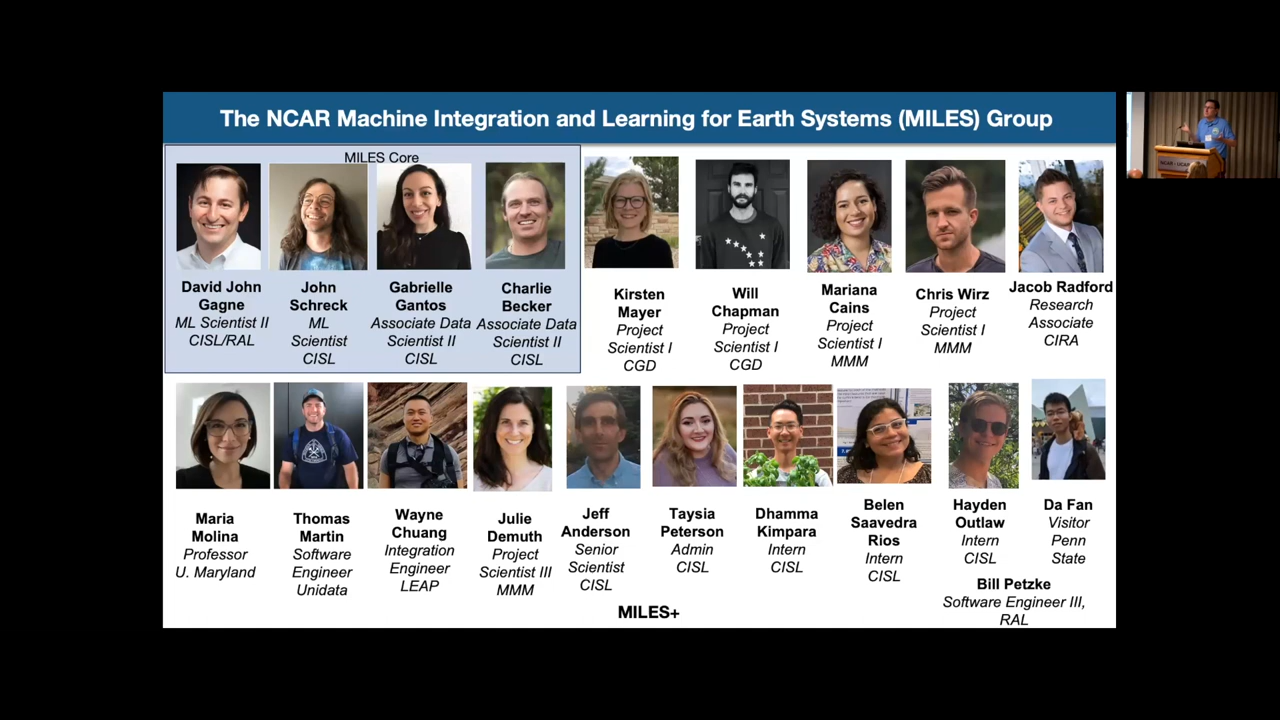 The NCAR Machine Integration and Learning for Earth Systems (MILES) Group
MILES Core
David John
Gagne
ML Scientist II
CISL/RAL
John
Schreck
ML
Scientist
CISL
Gabrielle
Gantos
Associate Data
Scientist II
CISL
Charlie
Becker
Associate Data
Scientist II
CISL
Kirsten
Mayer
Project
Scientist I
CGD
Will
Chapman
Project
Scientist I
CGD
Mariana
Cains
Project
Scientist I
MMM
Chris Wirz
Project
Scientist I
MMM
Jacob Radford
Research
Associate
CIRA
Maria
Molina
Professor
U. Maryland
Thomas
Martin
Software
Engineer
Unidata
Wayne
Chuang
Integration
Engineer
LEAP
Julie
Demuth
Project
Scientist III
MMM
Jeff
Anderson
Senior
Scientist
CISL
Taysia
Peterson
Admin
CISL
Dhamma
Kimpara
Intern
CISL
Belen
Saavedra
Rios
Intern
CISL
Hayden
Outlaw
Intern
CISL
Da Fan
Visitor
Penn
State
Bill Petzke
Software Engineer III,
RAL
MILES+